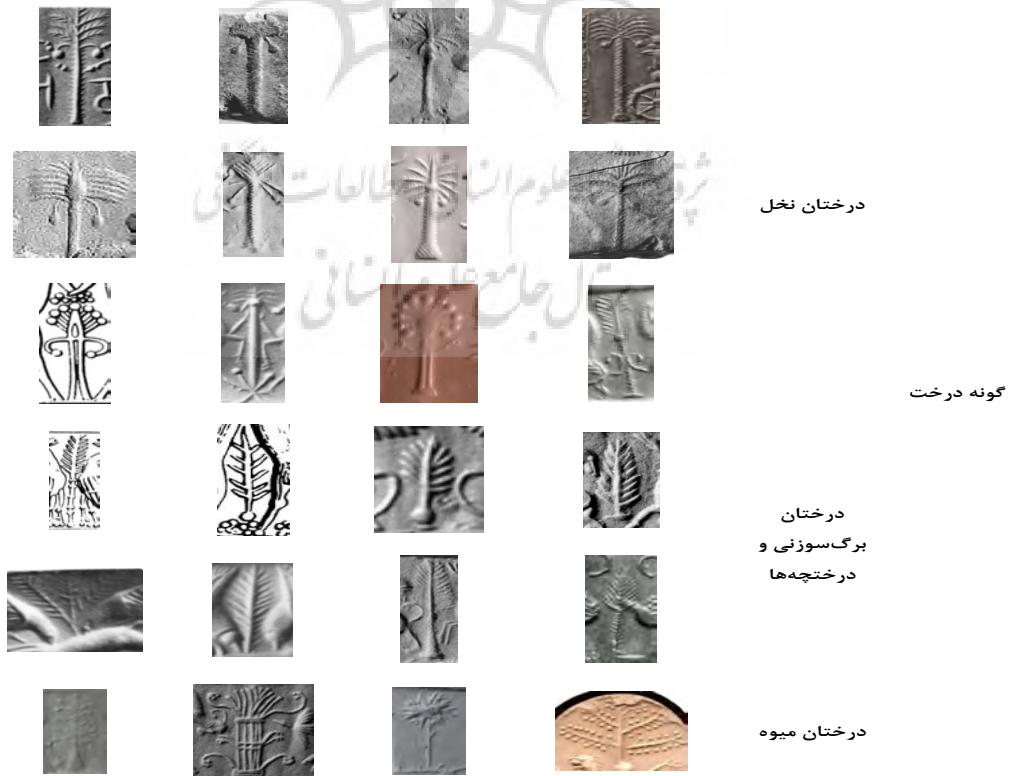 درختان نخل
گونه درخت
درختان
برگ‌سوزنی و
درختچه‌ها
درختان میوه